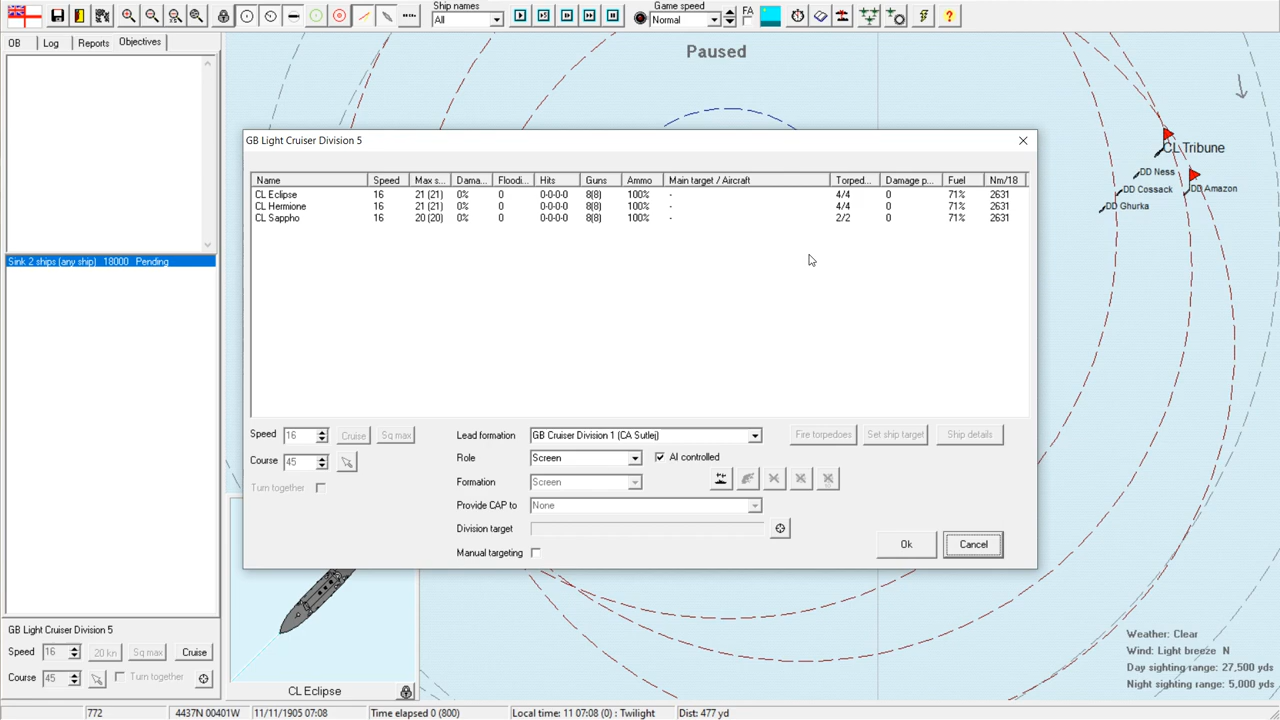 Ship names
All
Game speed
Normal
FA
OB
Log
Reports
Objectives
Paused
GB Light Cruiser Division 5
Name Speed Max s... Dama... Floodi... Hits Guns Ammo Main target / Aircraft Torped... Damage p... Fuel Nm/18
CL Eclipse 16 21 (21) 0% 0 0-0-0-0 8(8) 100% - 4/4 0 71% 2631
CL Hermione 16 21 (21) 0% 0 0-0-0-0 8(8) 100% - 4/4 0 71% 2631
CL Sappho 16 20 (20) 0% 0 0-0-0-0 8(8) 100% - 2/2 0 71% 2631
CL Tribune
DD Ness
DD Cossack
DD Amazon
DD Ghurka
Sink 2 ships (any ship) 18000 Pending
Speed 16 Cruise Sq max
Course 45
Turn together
Lead formation GB Cruiser Division 1 (CA Sutlej)
Role Screen AI controlled
Formation Screen
Provide CAP to None
Division target
Manual targeting
Fire torpedoes Set ship target Ship details
Ok Cancel
GB Light Cruiser Division 5
Speed 16 20 kn Sq max Cruise
Course 45 Turn together
CL Eclipse
Weather: Clear
Wind: Light breeze N
Day sighting range: 27,500 yds
Night sighting range: 5,000 yds
772 4437N 00401W 11/11/1905 07:08 Time elapsed 0 (800) Local time: 11 07:08 (0) : Twilight Dist: 477 yd